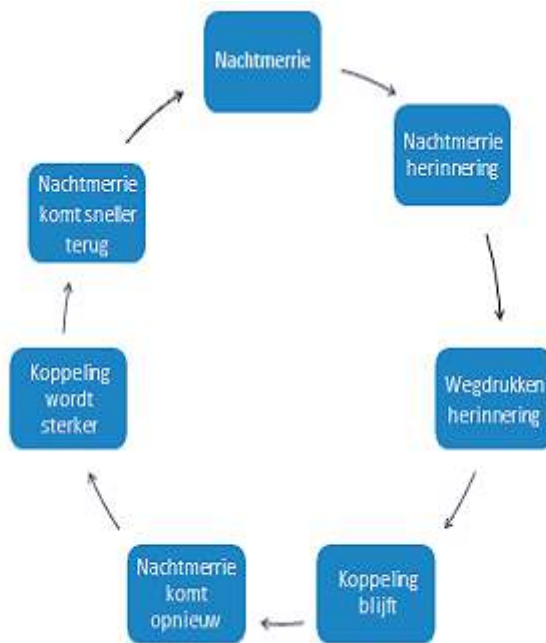 Nachtmerrie
Nachtmerrie
herinnering
Wegdrukken
herinnering
Koppeling
blijft
Nachtmerrie
komt
opnieuw
Koppeling
wordt
sterker
Nachtmerrie
komt sneller
terug